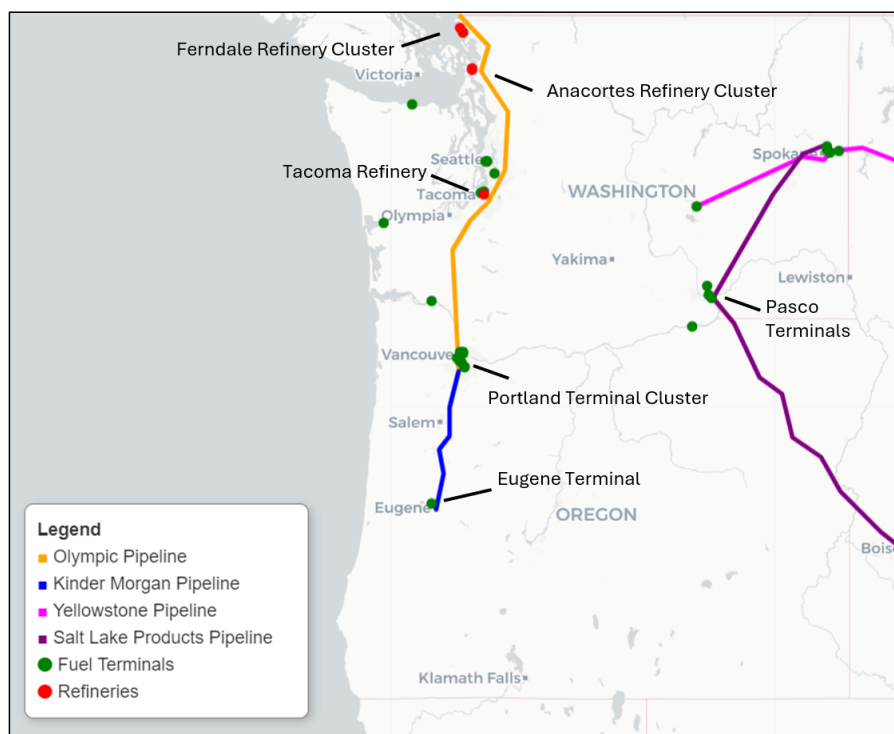 Ferndale Refinery Cluster
Victoria
Anacortes Refinery Cluster
Seattle
Spokane
Tacoma Refinery
WASHINGTON
Tacoma
Olympia
Yakima
Lewiston
Pasco
Terminals
Vancouve
Portland Terminal Cluster
Salem
Eugene Terminal
Eugene
OREGON
Legend
Olympic Pipeline
Kinder Morgan Pipeline
Yellowstone Pipeline
Salt Lake Products Pipeline
Fuel Terminals
Refineries
Bois
Klamath Falls